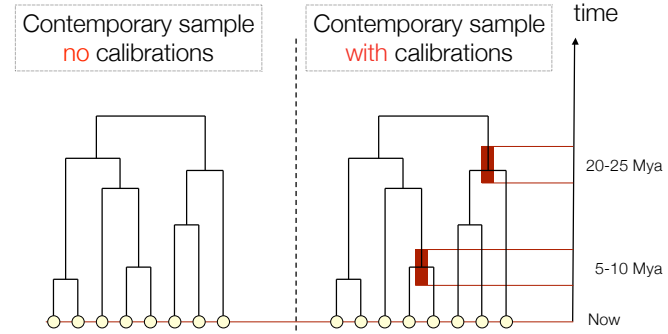 Contemporary sample
no calibrations
Contemporary sample
with calibrations
time
20-25 Mya
5-10 Mya
Now